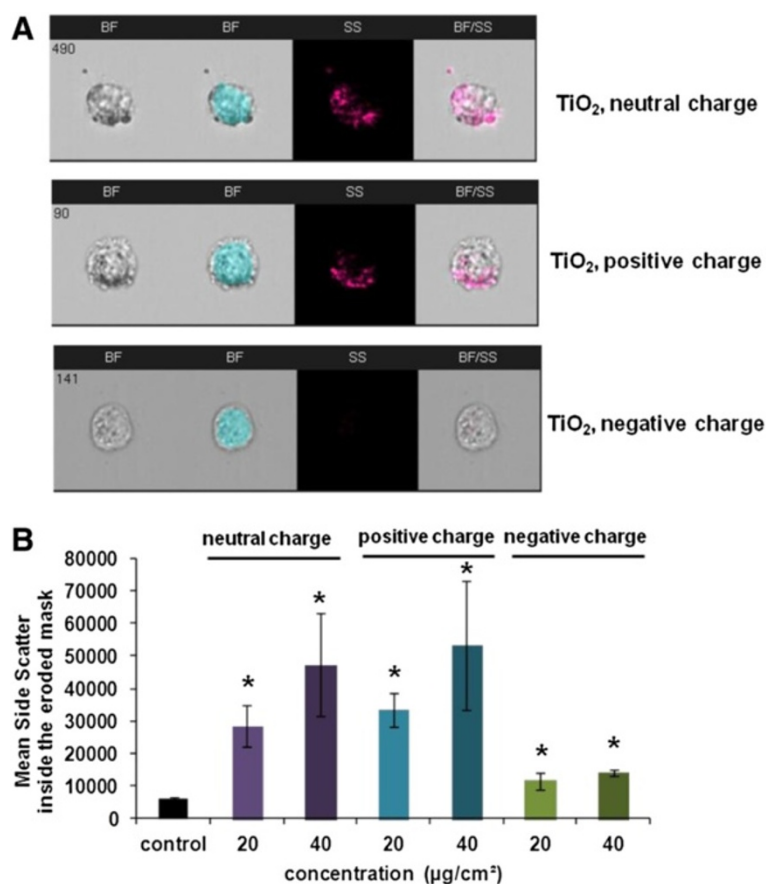 A
BF BF SS BF/SS
490
TiO₂, neutral charge
BF BF SS BF/SS
90
TiO₂, positive charge
BF BF SS BF/SS
141
TiO₂, negative charge
B
neutral charge positive charge negative charge
Mean Side Scatter
inside the eroded mask
80000
70000
60000
50000
40000
30000
20000
10000
0
* * * * * *
control 20 40 20 40 20 40
concentration (µg/cm²)